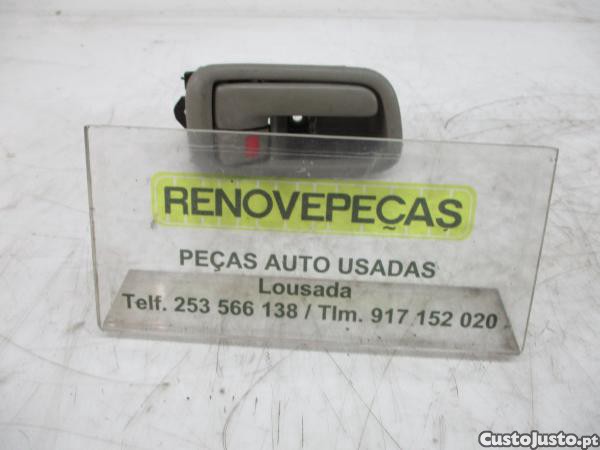 RENOVEPEÇAS
PEÇAS AUTO USADAS
Lousada
Telf. 253 566 138 / Tlm. 917 152 020
CustoJusto.pt